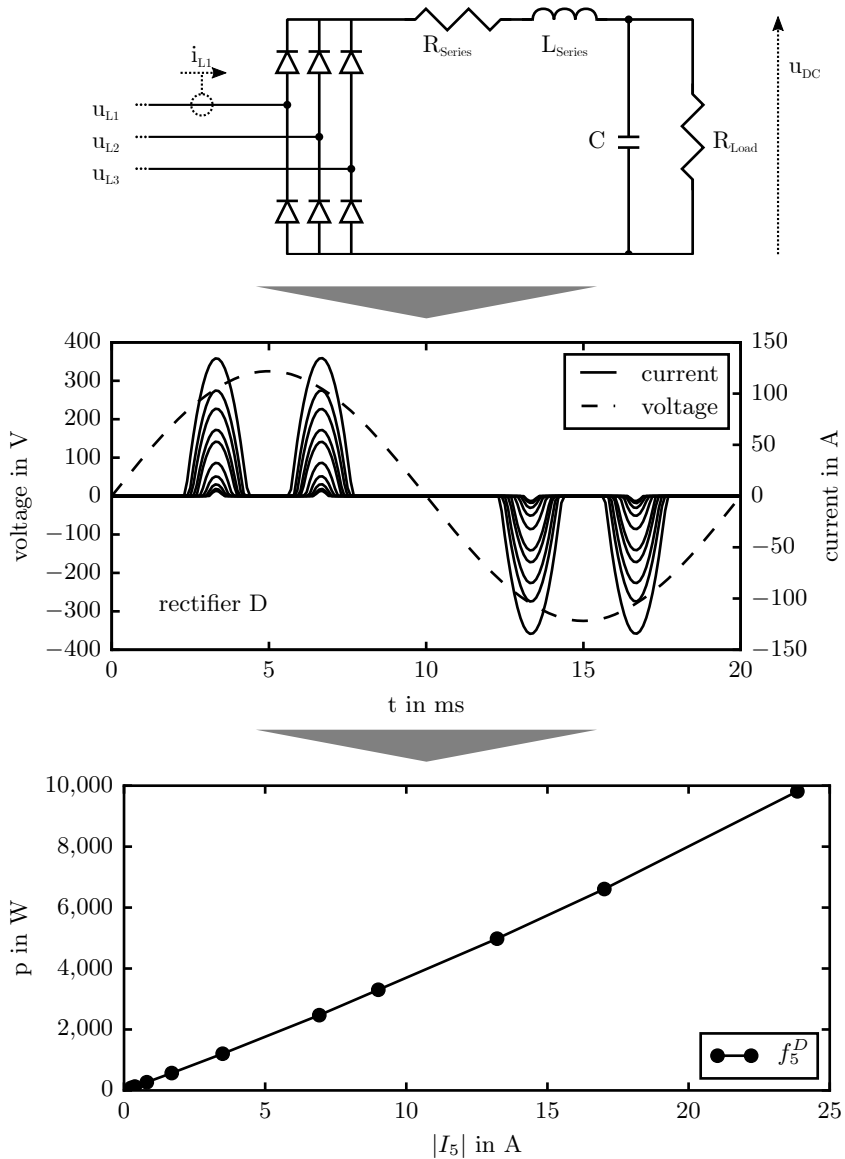 R_Series L_Series
i_L1
u_DC
u_L1
u_L2
u_L3
C
R_Load
400
300
200
100
0
−100
−200
−300
−400
voltage in V
150
100
50
0
−50
−100
−150
current in A
current
voltage
rectifier D
0 5 10 15 20
t in ms
10,000
8,000
6,000
4,000
2,000
0
p in W
f_5^D
0 5 10 15 20 25
|I_5| in A